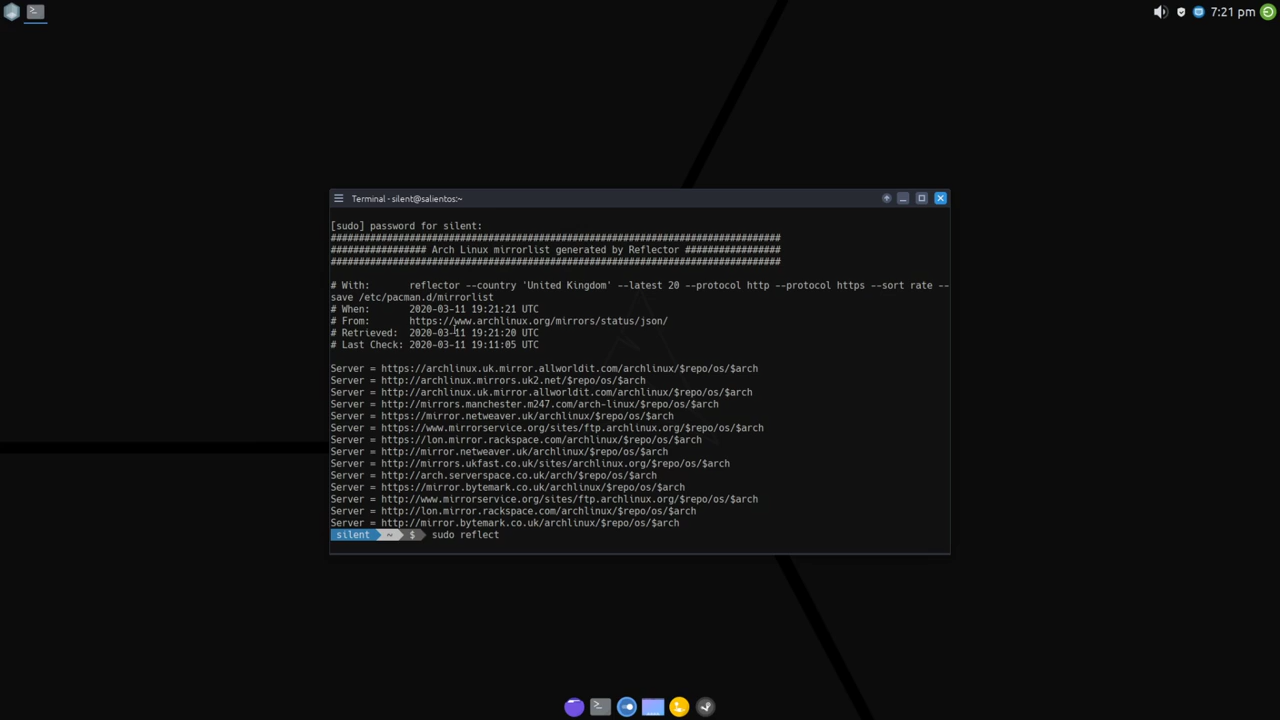 7:21 pm
Terminal - silent@salientos:~
[sudo] password for silent:
################################################################################
################# Arch Linux mirrorlist generated by Reflector #################
################################################################################
# With:       reflector --country 'United Kingdom' --latest 20 --protocol http --protocol https --sort rate --
save /etc/pacman.d/mirrorlist
# When:       2020-03-11 19:21:21 UTC
# From:       https://www.archlinux.org/mirrors/status/json/
# Retrieved:  2020-03-11 19:21:20 UTC
# Last Check: 2020-03-11 19:11:05 UTC
Server = https://archlinux.uk.mirror.allworldit.com/archlinux/$repo/os/$arch
Server = http://archlinux.mirrors.uk2.net/$repo/os/$arch
Server = http://archlinux.uk.mirror.allworldit.com/archlinux/$repo/os/$arch
Server = http://mirrors.manchester.m247.com/arch-linux/$repo/os/$arch
Server = https://mirror.netweaver.uk/archlinux/$repo/os/$arch
Server = https://www.mirrorservice.org/sites/ftp.archlinux.org/$repo/os/$arch
Server = https://lon.mirror.rackspace.com/archlinux/$repo/os/$arch
Server = http://mirror.netweaver.uk/archlinux/$repo/os/$arch
Server = http://mirrors.ukfast.co.uk/sites/archlinux.org/$repo/os/$arch
Server = http://arch.serverspace.co.uk/arch/$repo/os/$arch
Server = https://mirror.bytemark.co.uk/archlinux/$repo/os/$arch
Server = http://www.mirrorservice.org/sites/ftp.archlinux.org/$repo/os/$arch
Server = http://lon.mirror.rackspace.com/archlinux/$repo/os/$arch
Server = http://mirror.bytemark.co.uk/archlinux/$repo/os/$arch
silent ~ $ sudo reflect